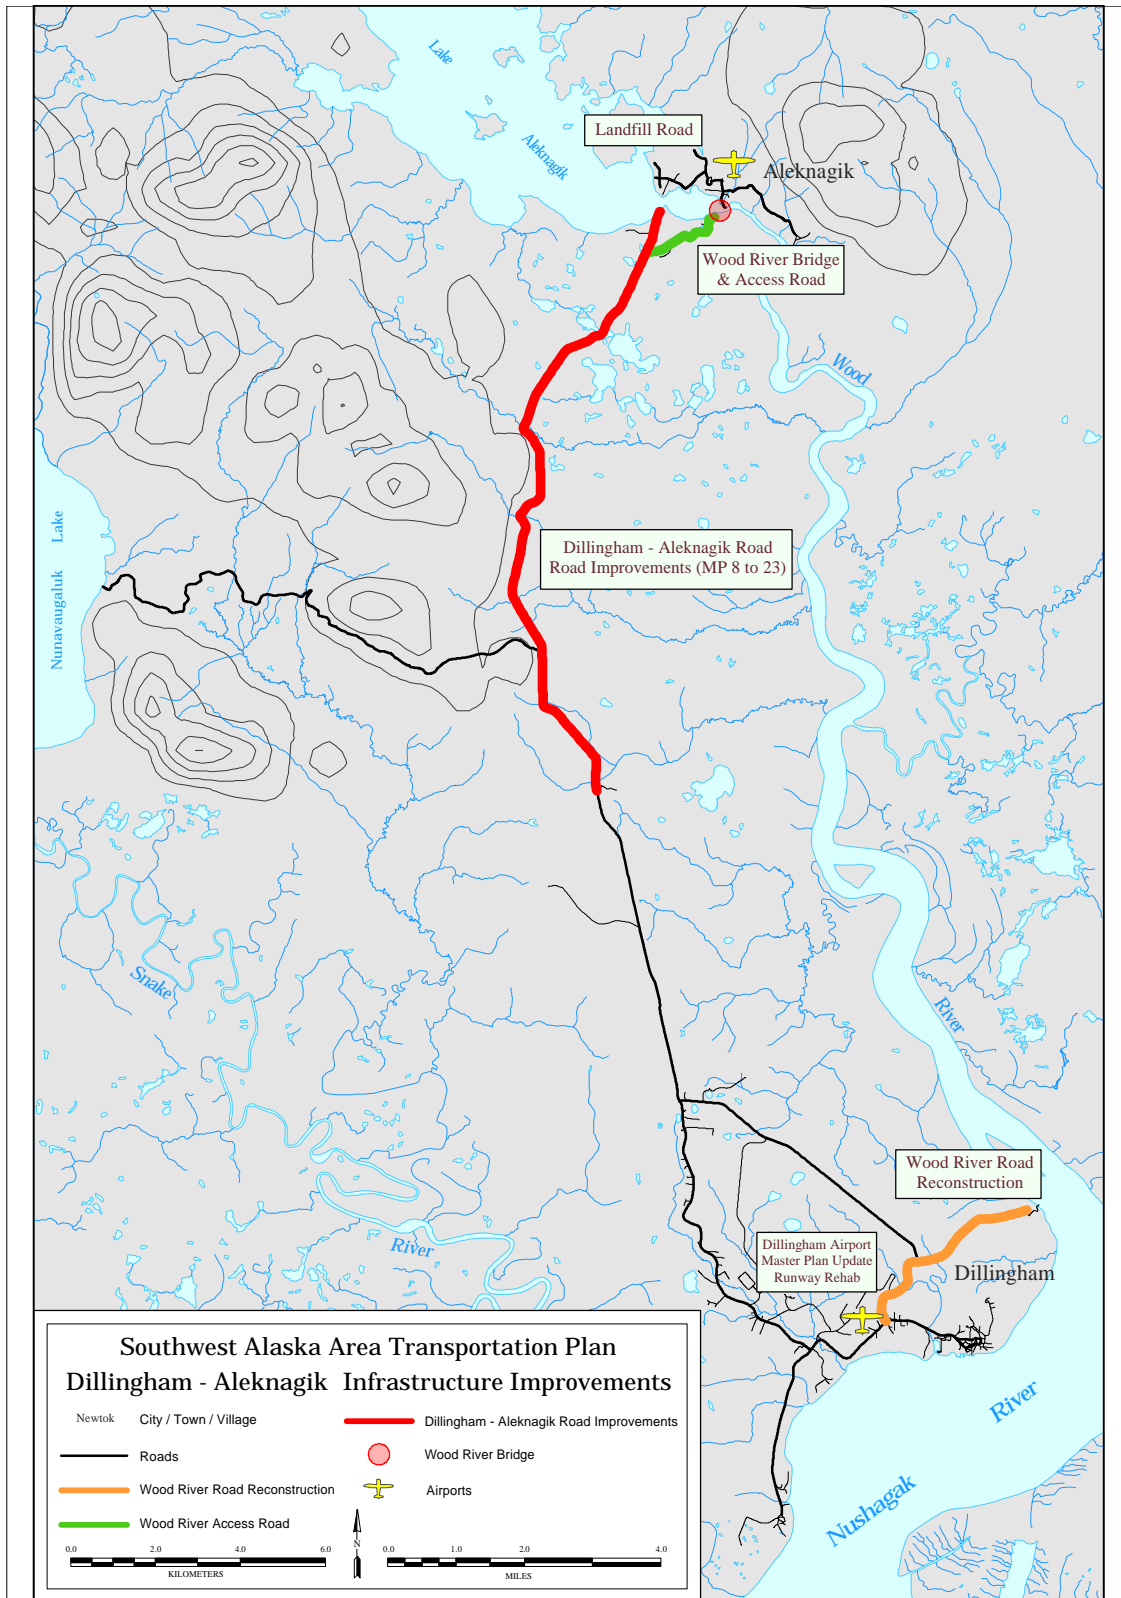 Lake
Aleknagik
Landfill Road
Aleknagik
Wood River Bridge
& Access Road
Wood
Nunavaugaluk Lake
Dillingham - Aleknagik Road
Road Improvements (MP 8 to 23)
Snake
River
River
Wood River Road
Reconstruction
Dillingham Airport
Master Plan Update
Runway Rehab
Dillingham
River
Nushagak
Southwest Alaska Area Transportation Plan
Dillingham - Aleknagik Infrastructure Improvements
Newtok City / Town / Village
Dillingham - Aleknagik Road Improvements
Roads
Wood River Bridge
Wood River Road Reconstruction
Airports
Wood River Access Road
N
0.0 2.0 4.0 6.0
KILOMETERS
0.0 1.0 2.0 4.0
MILES